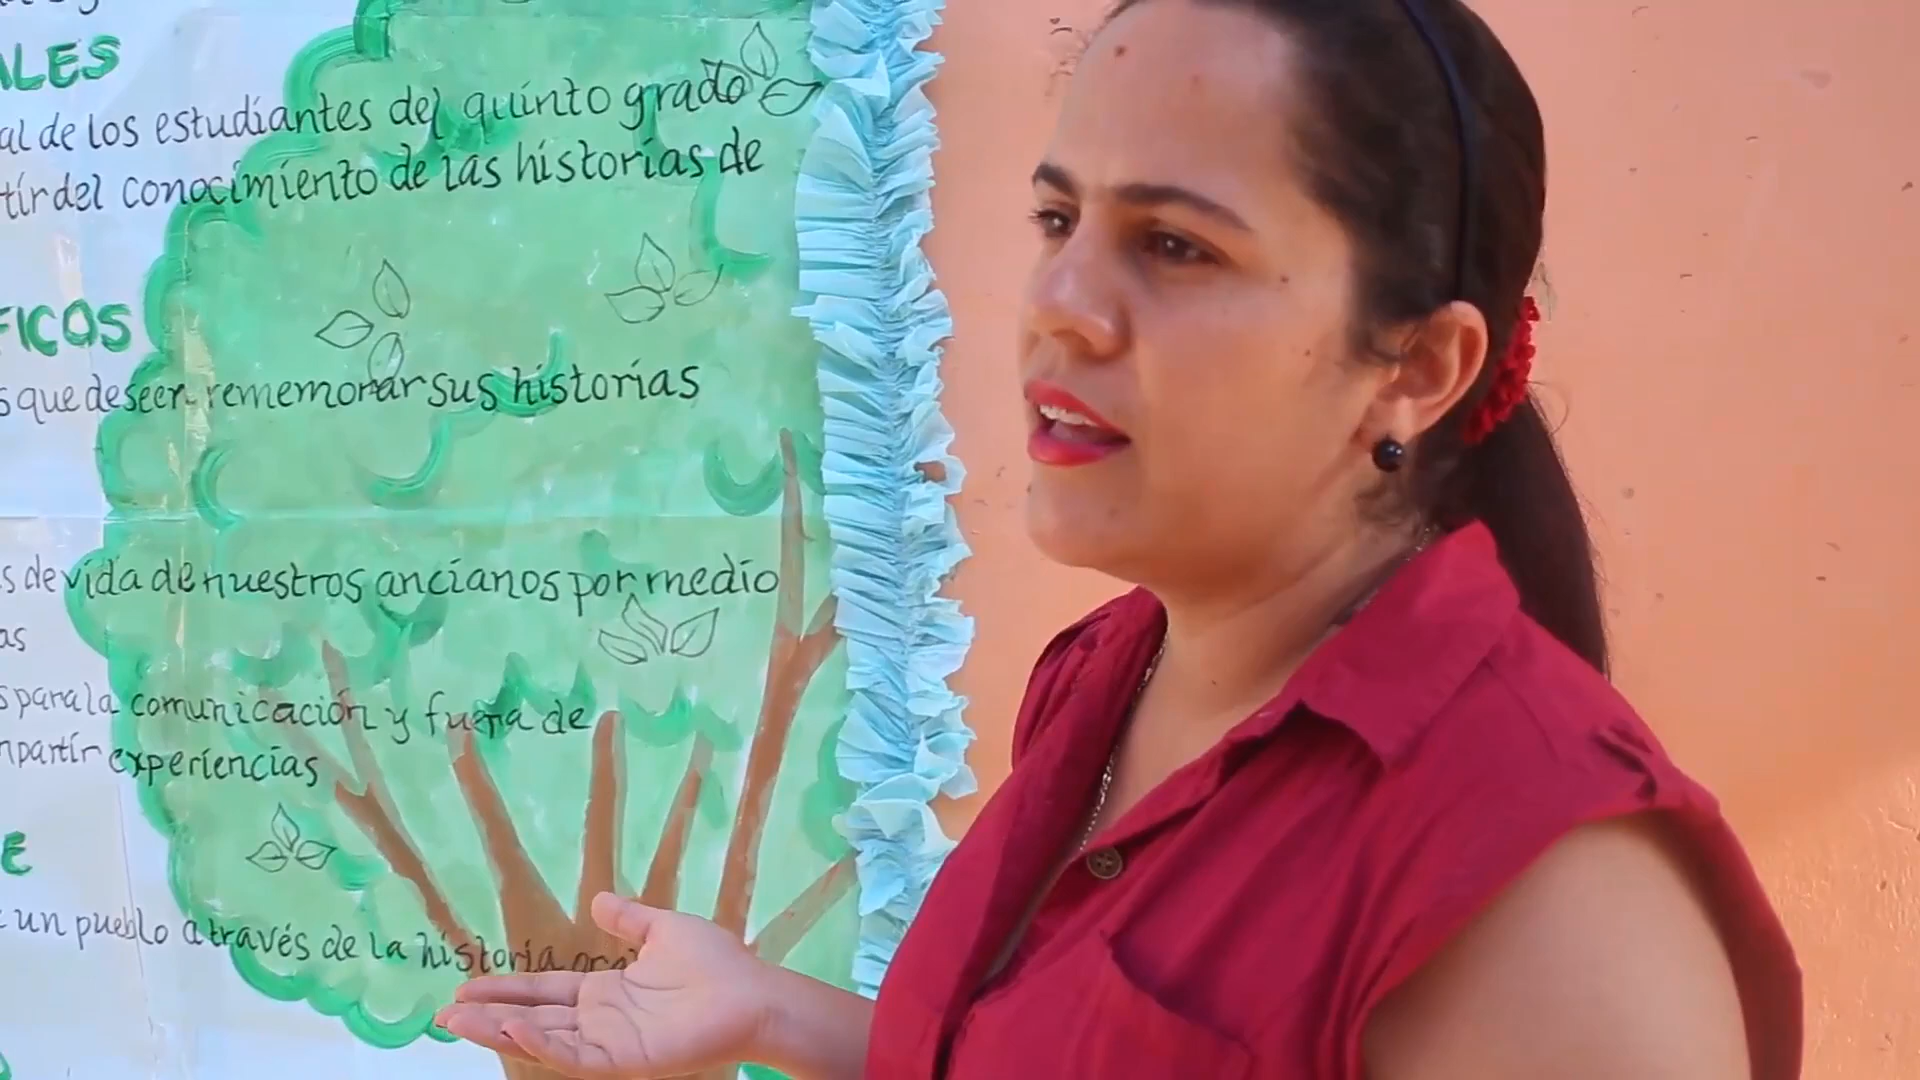 ALES
al de los estudiantes del quinto grado
tir del conocimiento de las historias de
FICOS
s que deseen rememorar sus historias
s de vida de nuestros ancianos por medio
as
s para la comunicación y fuera de
mpartir experiencias
E
un pueblo a través de la historia